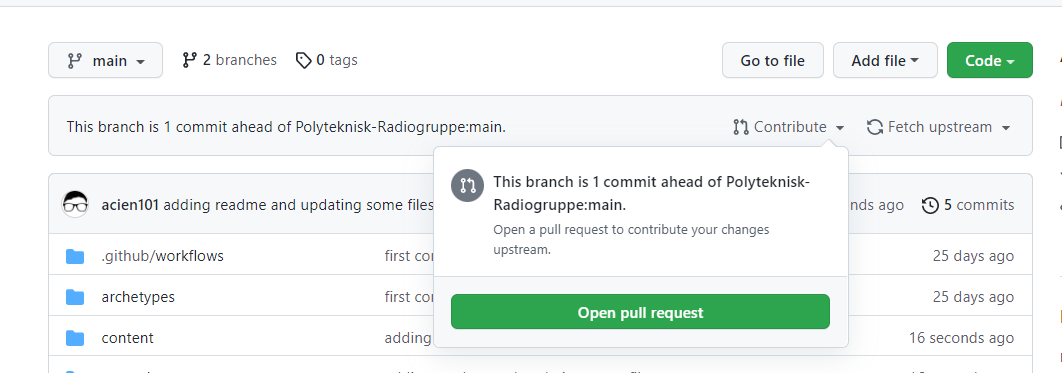 main 2 branches 0 tags Go to file Add file Code
This branch is 1 commit ahead of Polyteknisk-Radiogruppe:main. Contribute Fetch upstream
This branch is 1 commit ahead of Polyteknisk-
Radiogruppe:main.
Open a pull request to contribute your changes
upstream.
Open pull request
acien101 adding readme and updating some files ago 5 commits
.github/workflows first 25 days ago
archetypes first 25 days ago
content adding 16 seconds ago